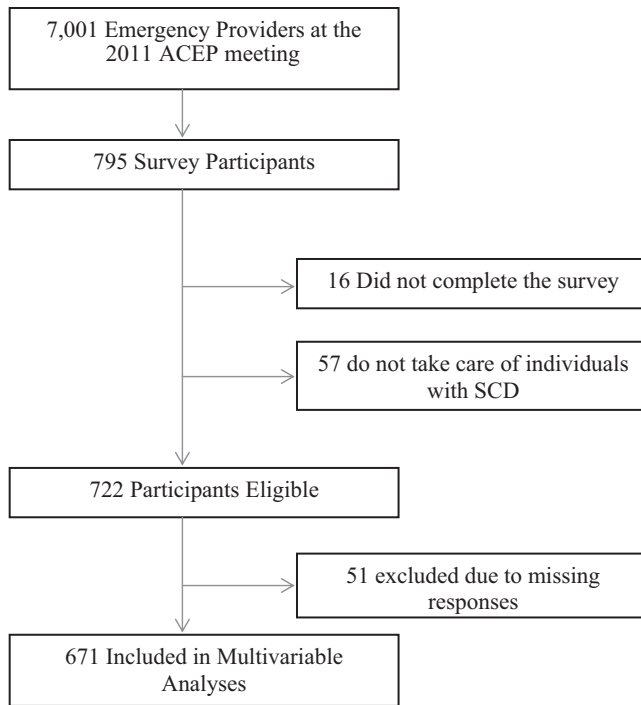 7,001 Emergency Providers at the
2011 ACEP meeting
795 Survey Participants
16 Did not complete the survey
57 do not take care of individuals
with SCD
722 Participants Eligible
51 excluded due to missing
responses
671 Included in Multivariable
Analyses